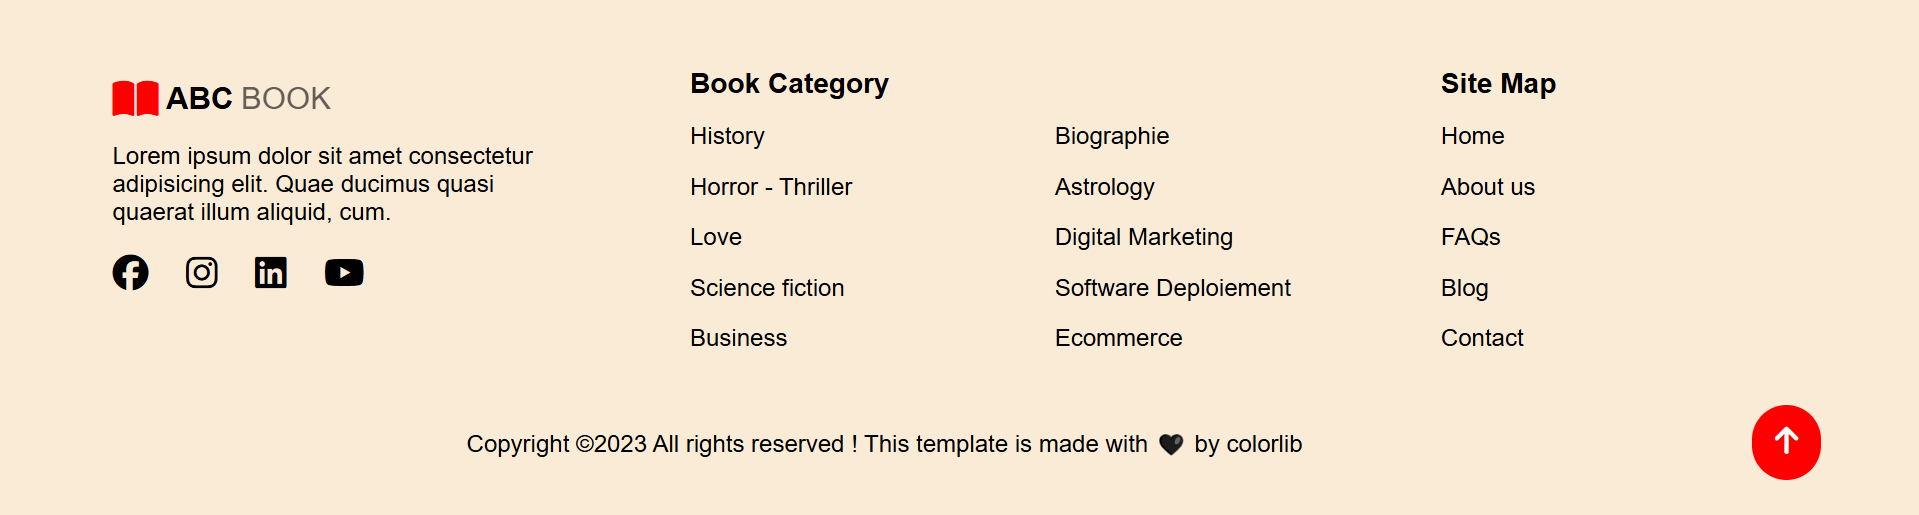 ABC BOOK
Lorem ipsum dolor sit amet consectetur
adipisicing elit. Quae ducimus quasi
quaerat illum aliquid, cum.
Book Category
History
Horror - Thriller
Love
Science fiction
Business
Biographie
Astrology
Digital Marketing
Software Deploiement
Ecommerce
Site Map
Home
About us
FAQs
Blog
Contact
Copyright ©2023 All rights reserved ! This template is made with 🖤 by colorlib